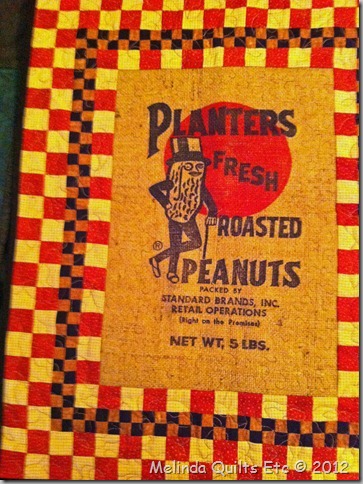 PLANTERS
FRESH
ROASTED
®
PEANUTS
PACKED BY
STANDARD BRANDS, INC.
RETAIL OPERATIONS
(Right on the Premises)
NET WT. 5 LBS.
Melinda Quilts Etc © 2012